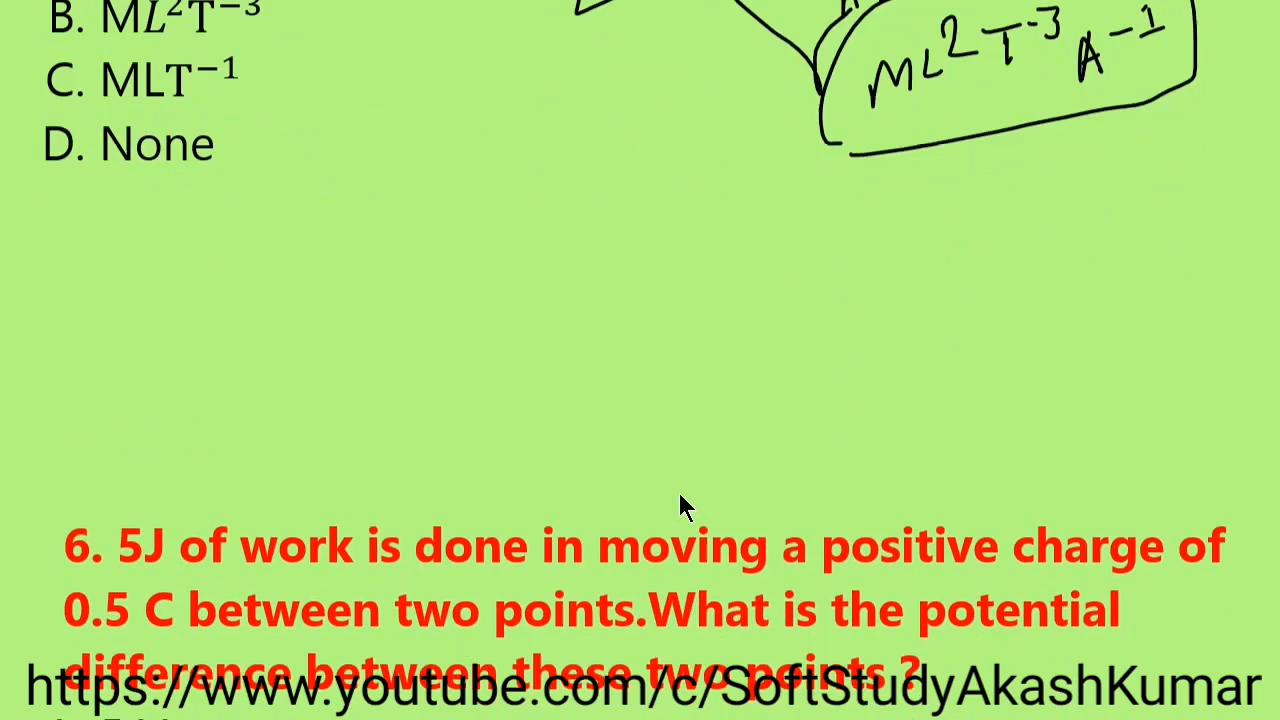 B. ML²T⁻³
C. MLT⁻¹
D. None
ML² T⁻³ A⁻¹
6. 5J of work is done in moving a positive charge of
0.5 C between two points.What is the potential
difference between these two points ?
https://www.youtube.com/c/SoftStudyAkashKumar